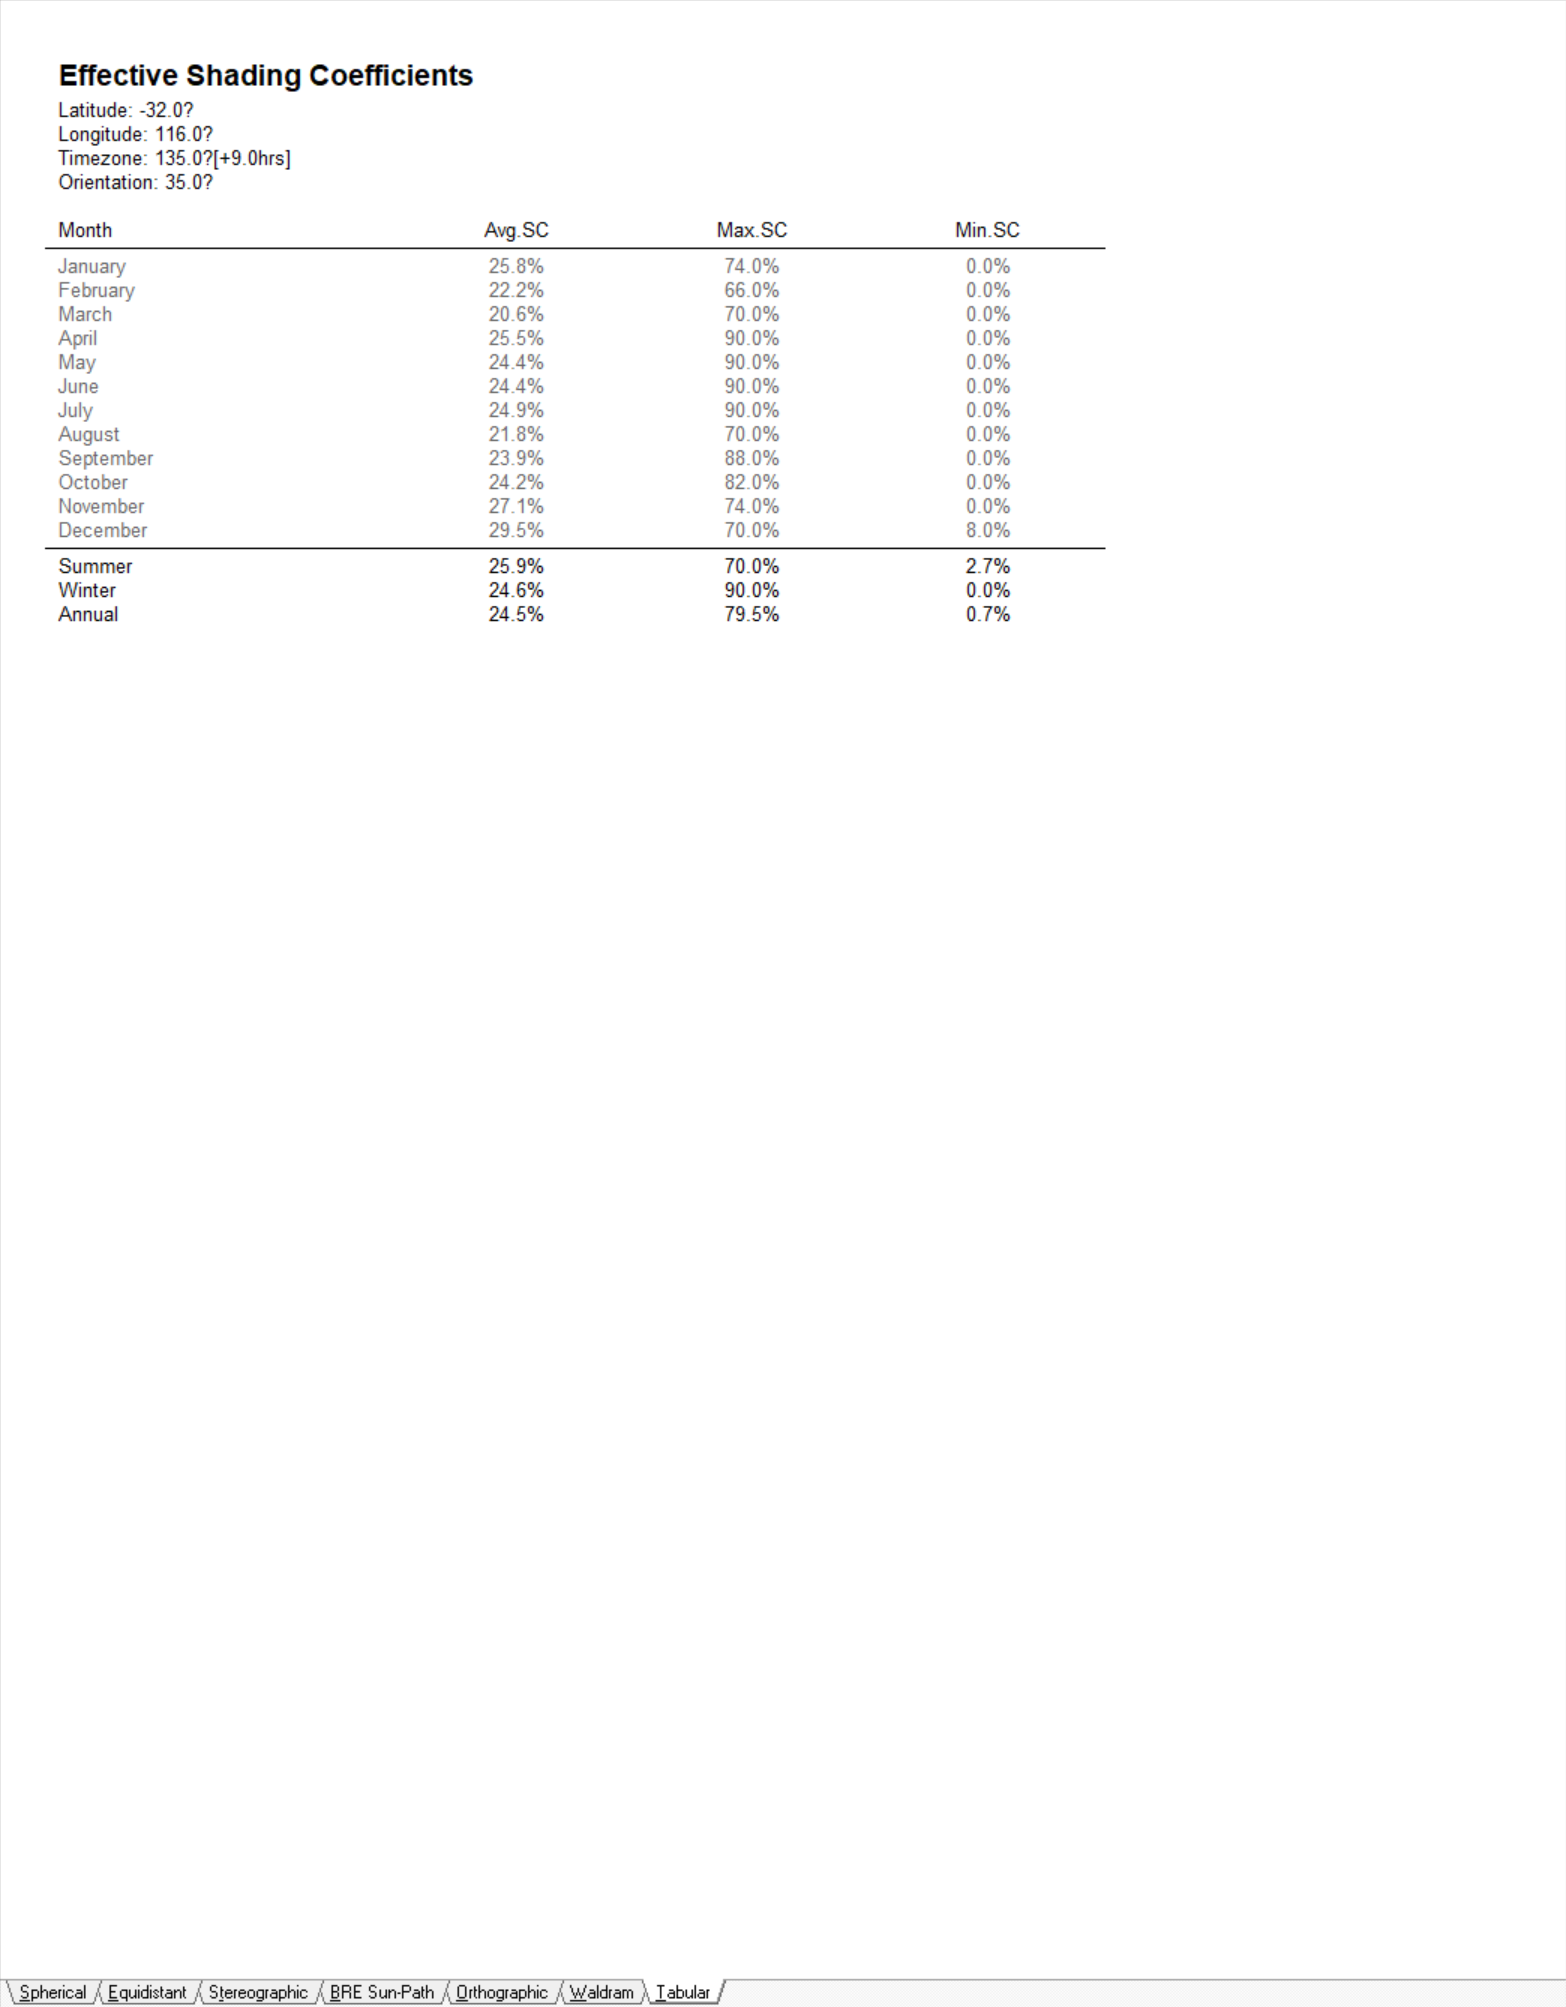 Effective Shading Coefficients
Latitude: -32.0?
Longitude: 116.0?
Timezone: 135.0?[+9.0hrs]
Orientation: 35.0?
Month Avg.SC Max.SC Min.SC
January 25.8% 74.0% 0.0%
February 22.2% 66.0% 0.0%
March 20.6% 70.0% 0.0%
April 25.5% 90.0% 0.0%
May 24.4% 90.0% 0.0%
June 24.4% 90.0% 0.0%
July 24.9% 90.0% 0.0%
August 21.8% 70.0% 0.0%
September 23.9% 88.0% 0.0%
October 24.2% 82.0% 0.0%
November 27.1% 74.0% 0.0%
December 29.5% 70.0% 8.0%
Summer 25.9% 70.0% 2.7%
Winter 24.6% 90.0% 0.0%
Annual 24.5% 79.5% 0.7%
Spherical Equidistant Stereographic BRE Sun-Path Orthographic Waldram Tabular